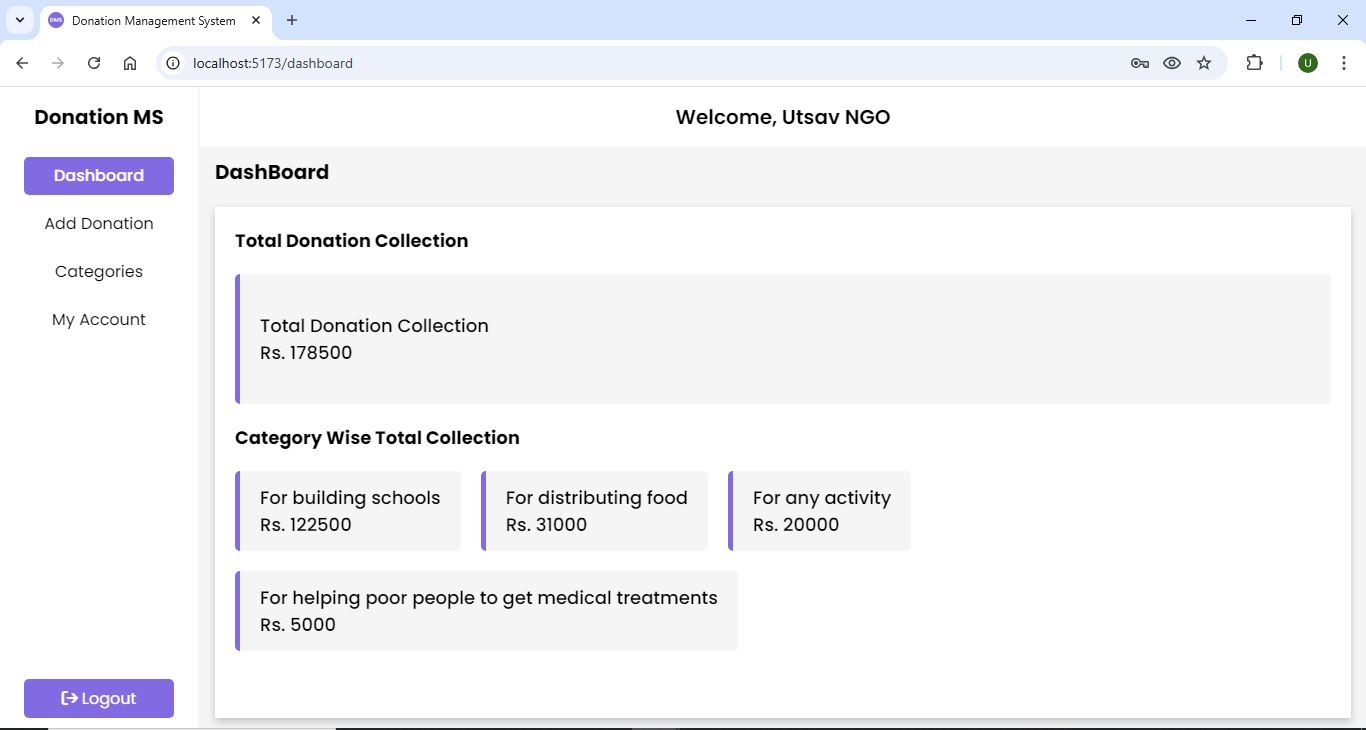 DMS Donation Management System
localhost:5173/dashboard
U
Donation MS
Welcome, Utsav NGO
Dashboard
Add Donation
Categories
My Account
Logout
DashBoard
Total Donation Collection
Total Donation Collection
Rs. 178500
Category Wise Total Collection
For building schools
Rs. 122500
For distributing food
Rs. 31000
For any activity
Rs. 20000
For helping poor people to get medical treatments
Rs. 5000